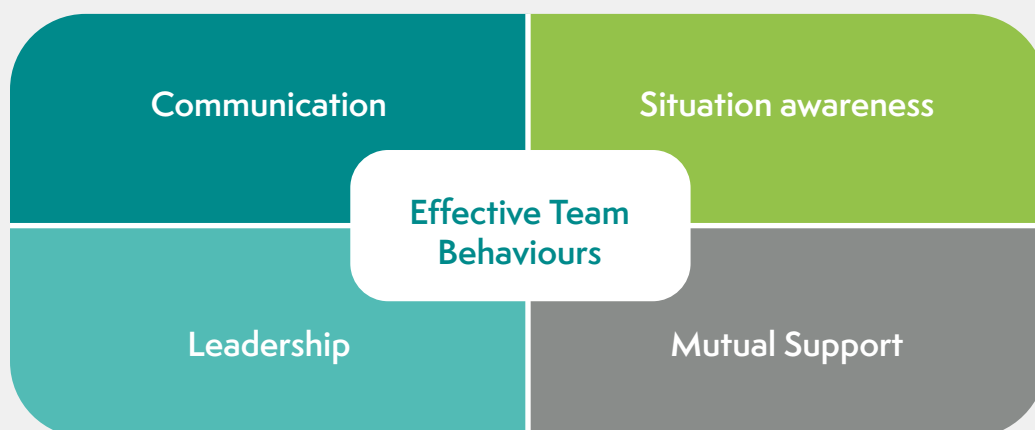 Communication
Situation awareness
Effective Team
Behaviours
Leadership
Mutual Support